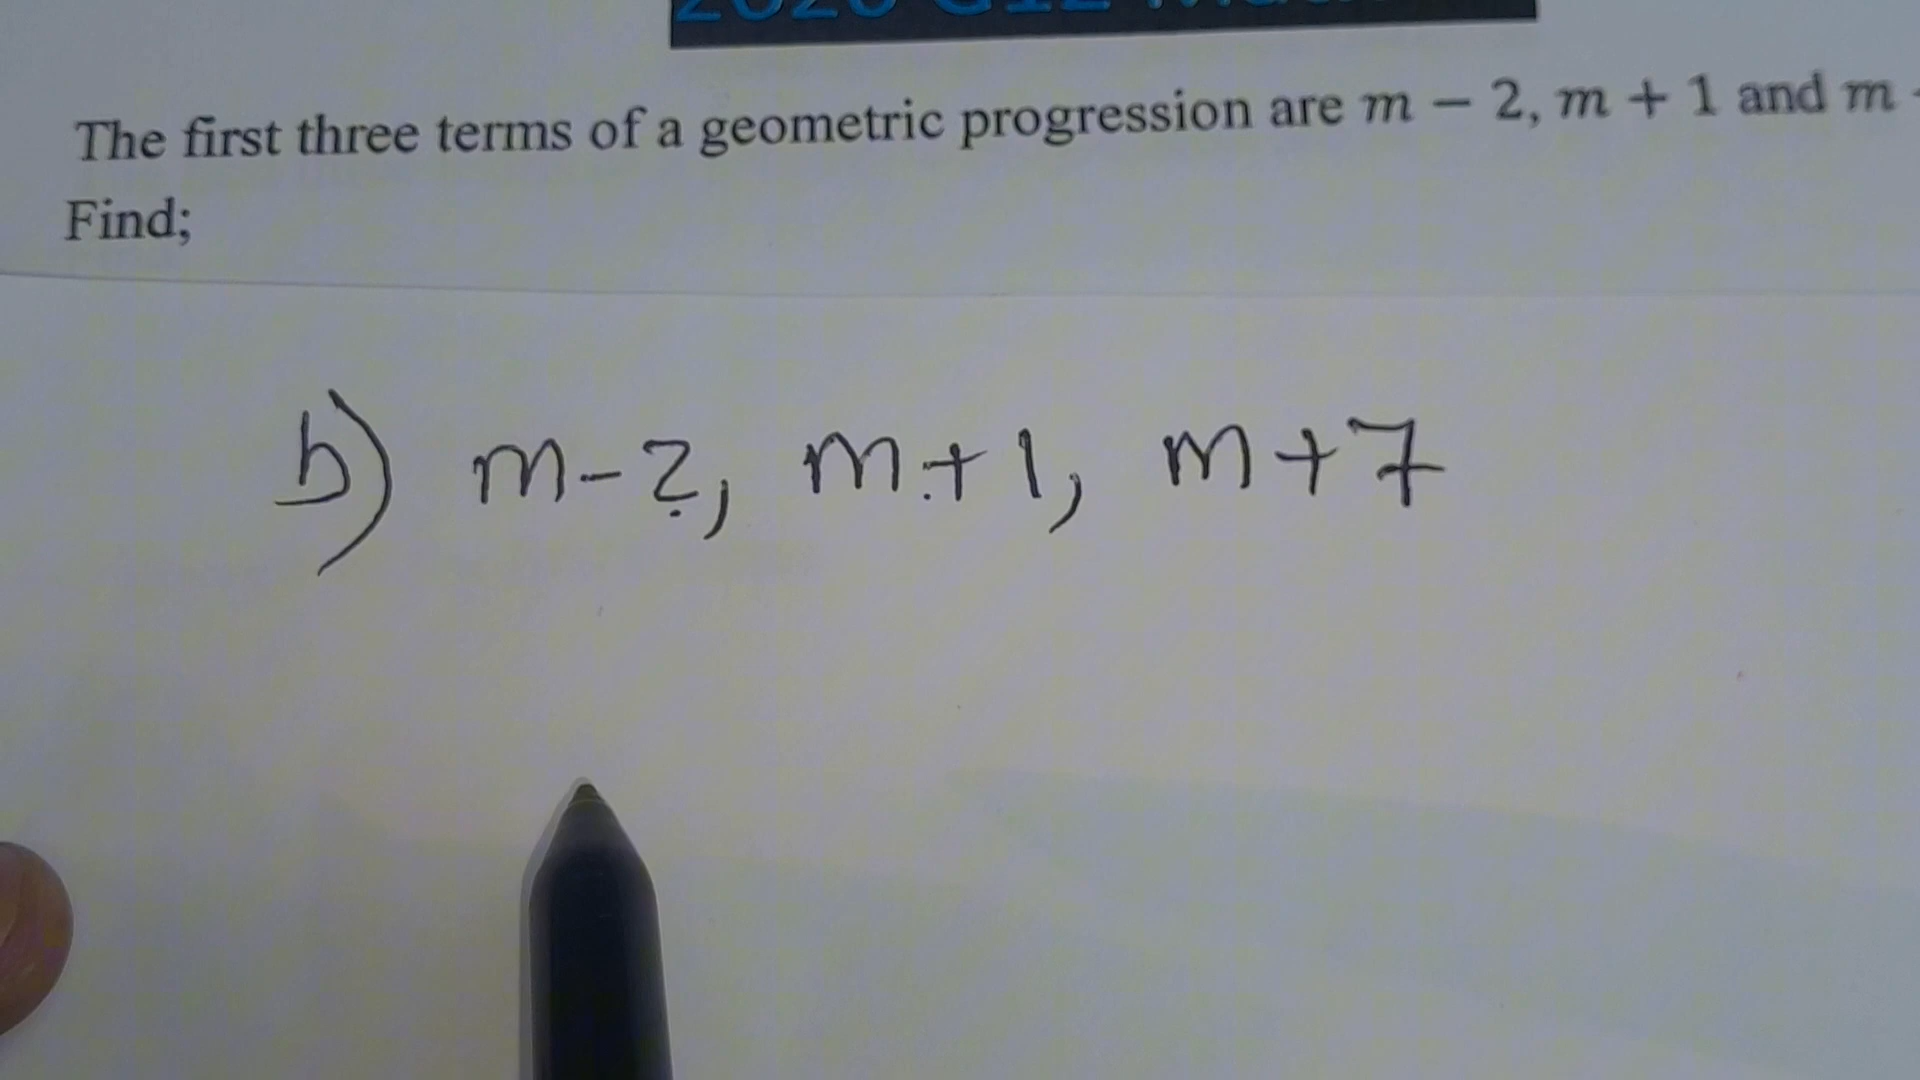 The first three terms of a geometric progression are m − 2, m + 1 and m
Find;
b) m-2, m+1, m+7